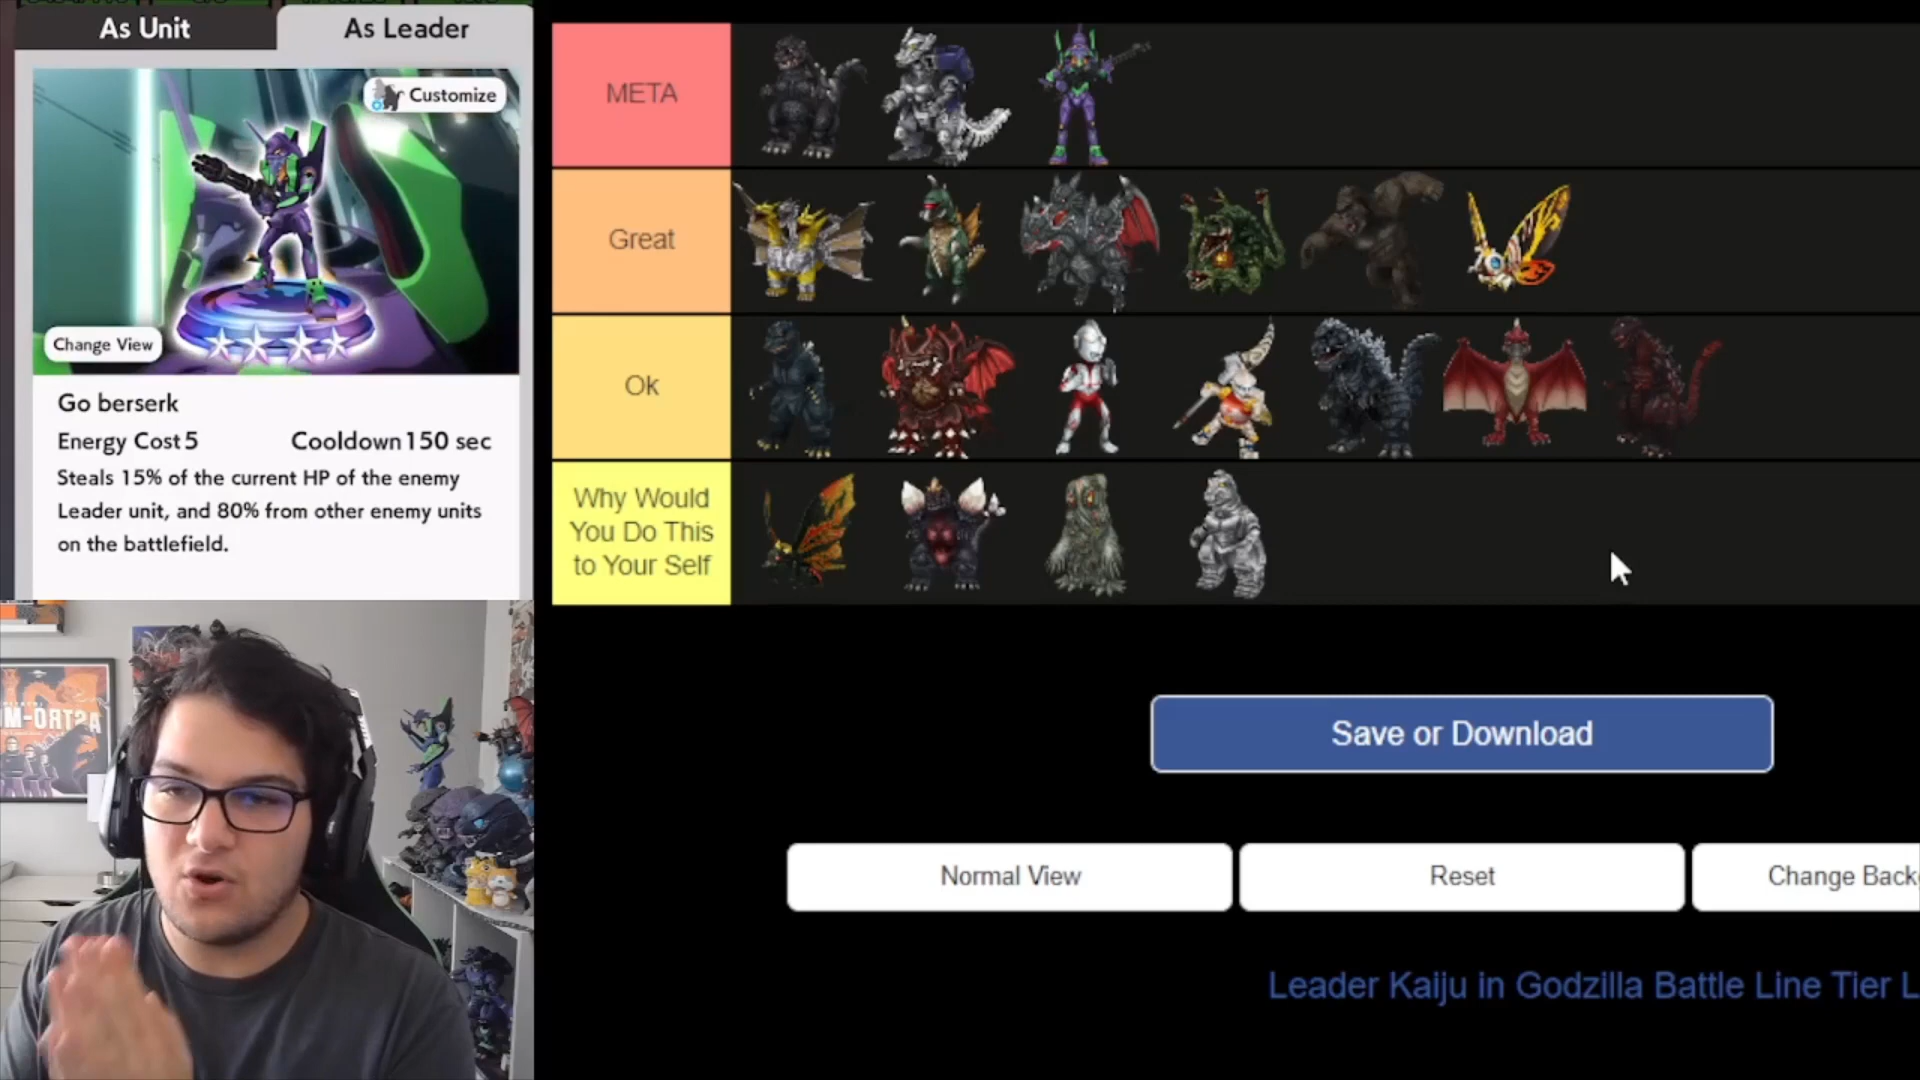 As Unit
As Leader
Customize
Change View
Go berserk
Energy Cost 5
Cooldown 150 sec
Steals 15% of the current HP of the enemy
Leader unit, and 80% from other enemy units
on the battlefield.
META
Great
Ok
Why Would
You Do This
to Your Self
Save or Download
Normal View
Reset
Change Back
Leader Kaiju in Godzilla Battle Line Tier L